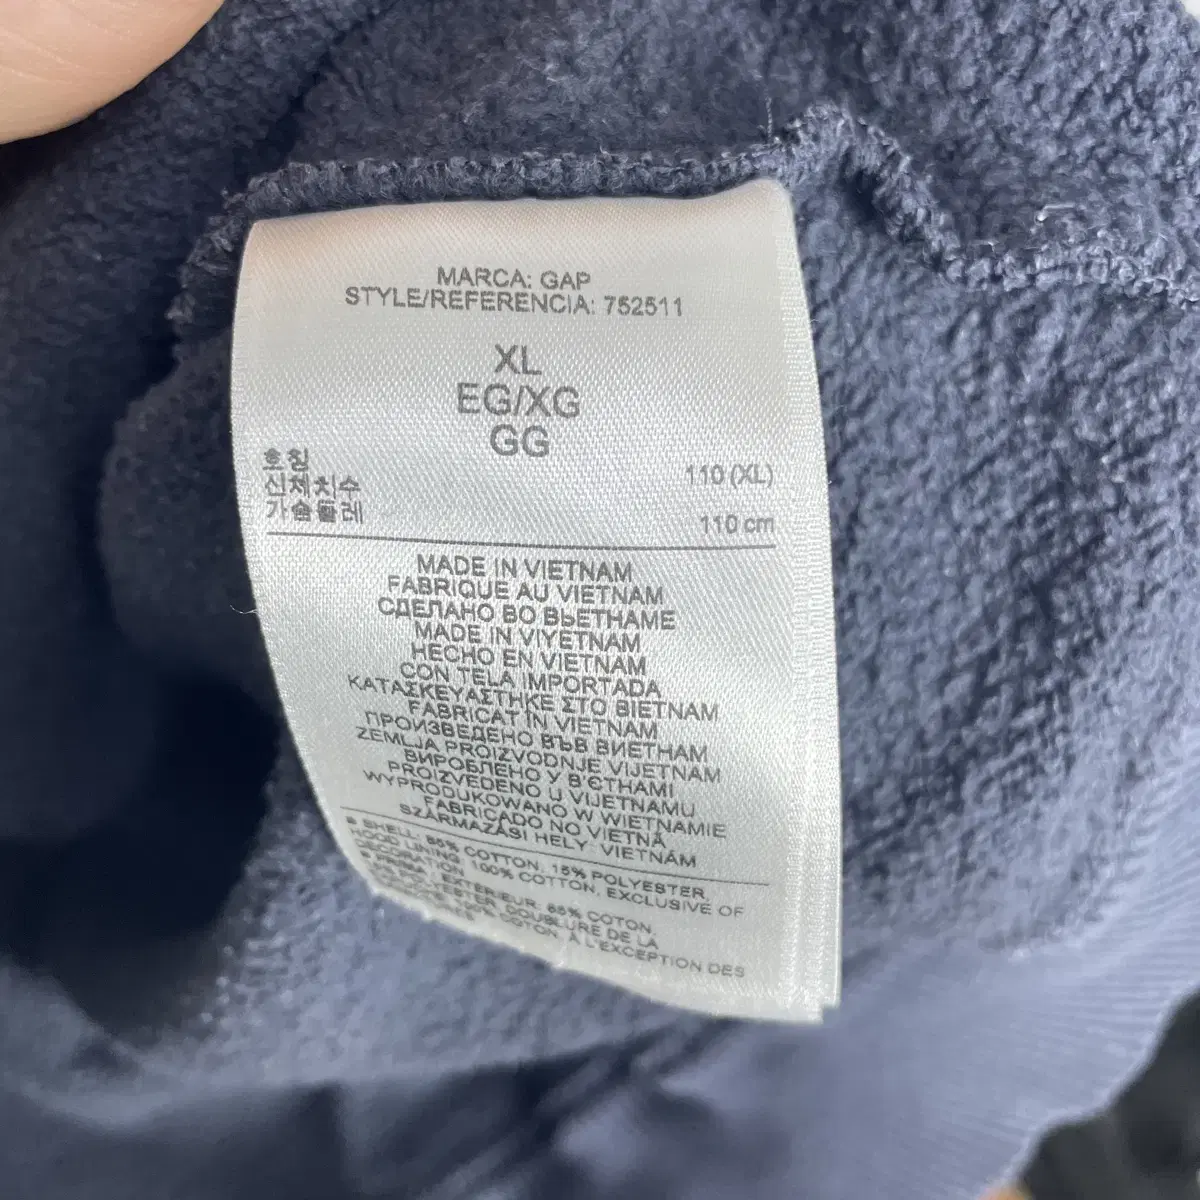 MARCA: GAP
STYLE/REFERENCIA: 752511
XL
EG/XG
GG
호칭 110 (XL)
신체치수
가슴둘레 110 cm
MADE IN VIETNAM
FABRIQUE AU VIETNAM
СДЕЛАНО ВО ВЬЕТНАМЕ
MADE IN VIYETNAM
HECHO EN VIETNAM
CON TELA IMPORTADA
ΚΑΤΑΣΚΕΥΑΣΤΗΚΕ ΣΤΟ ΒΙΕΤΝΑΜ
FABRICAT IN VIETNAM
ПРОИЗВЕДЕНО ВЪВ ВИЕТНАМ
ZEMLJA PROIZVODNJE VIJETNAM
ВИРОБЛЕНО У В'ЄТНАМІ
PROIZVEDENO U VIJETNAMU
WYPRODUKOWANO W WIETNAMIE
FABRICADO NO VIETNÃ
SZÁRMAZÁSI HELY VIETNÁM
SHELL: 85% COTTON, 15% POLYESTER,
HOOD LINING: 100% COTTON, EXCLUSIVE OF
DECORATION
EXTÉRIEUR: 85% COTON,
POLYESTER, DOUBLURE DE LA
100% COTON, À L'EXCEPTION DES